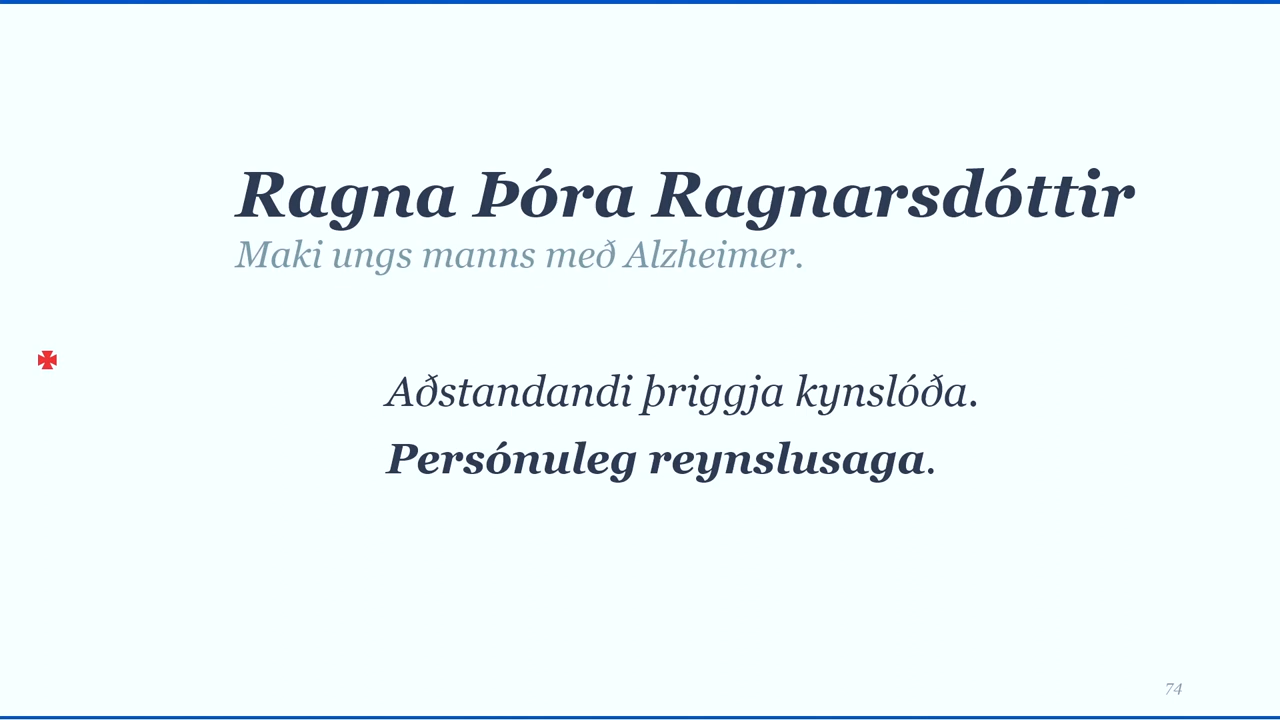 Ragna Þóra Ragnarsdóttir
Maki ungs manns með Alzheimer.
Aðstandandi þriggja kynslóða.
Persónuleg reynslusaga.
74